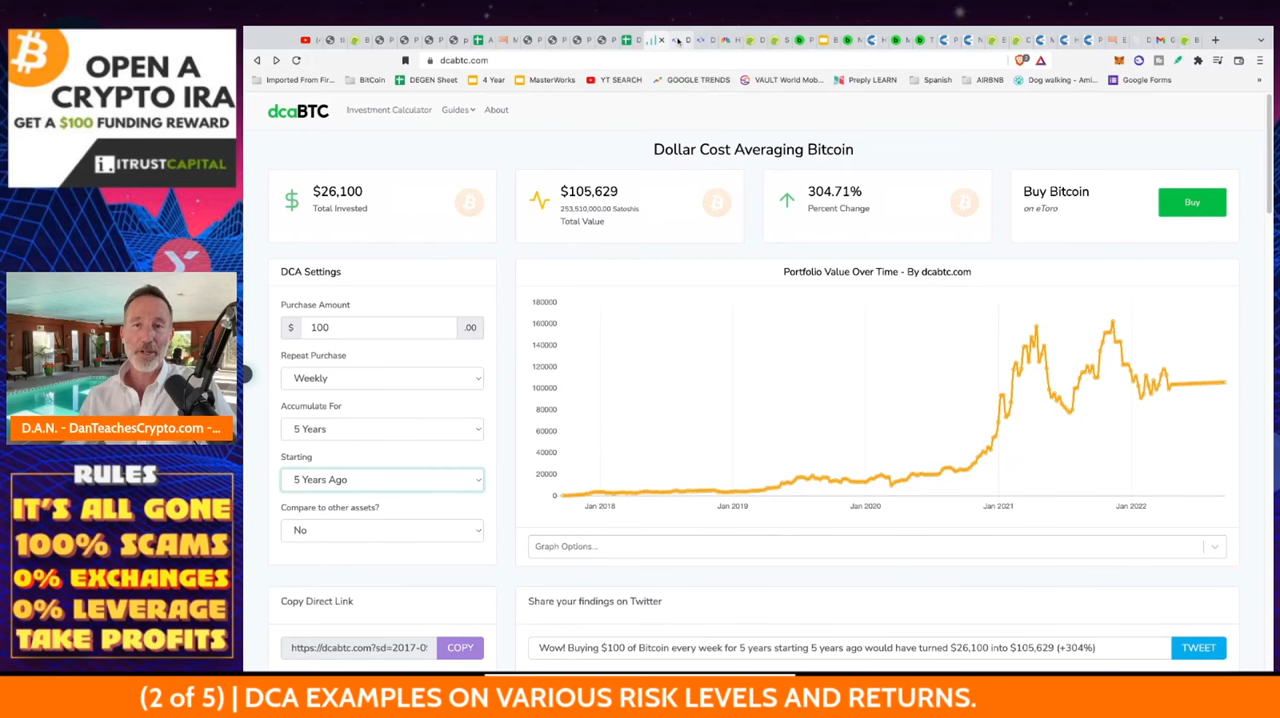 OPEN A
CRYPTO IRA
GET A $100 FUNDING REWARD
i. ITRUSTCAPITAL
D.A.N. - DanTeachesCrypto.com -...
RULES
IT'S ALL GONE
100% SCAMS
0% EXCHANGES
0% LEVERAGE
TAKE PROFITS
dcabtc.com
Imported From Fir... BitCoin DEGEN Sheet 4 Year MasterWorks YT SEARCH GOOGLE TRENDS VAULT World Mob... Preply LEARN Spanish AIRBNB Dog walking - Ami... Google Forms
dcaBTC Investment Calculator Guides About
Dollar Cost Averaging Bitcoin
$26,100
Total Invested
$105,629
253,510,000.00 Satoshis
Total Value
304.71%
Percent Change
Buy Bitcoin
on eToro
Buy
DCA Settings
Purchase Amount
$ 100 .00
Repeat Purchase
Weekly
Accumulate For
5 Years
Starting
5 Years Ago
Compare to other assets?
No
Portfolio Value Over Time - By dcabtc.com
180000
160000
140000
120000
100000
80000
60000
40000
20000
0
Jan 2018 Jan 2019 Jan 2020 Jan 2021 Jan 2022
Graph Options...
Copy Direct Link
https://dcabtc.com?sd=2017-0 COPY
Share your findings on Twitter
Wow! Buying $100 of Bitcoin every week for 5 years starting 5 years ago would have turned $26,100 into $105,629 (+304%) TWEET
(2 of 5) | DCA EXAMPLES ON VARIOUS RISK LEVELS AND RETURNS.